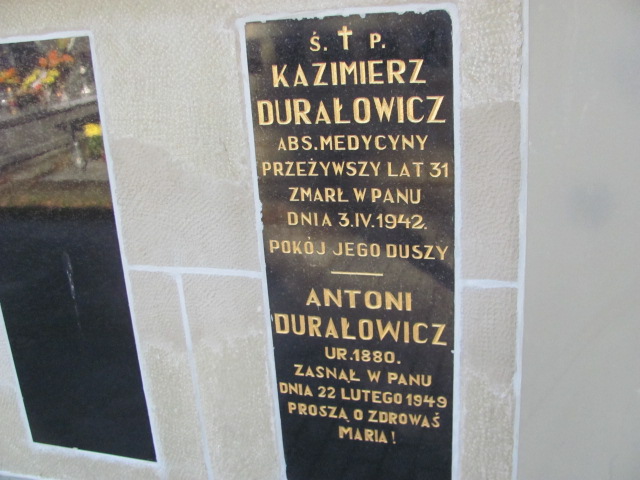 Ś. † P.
KAZIMIERZ
DURAŁOWICZ
ABS. MEDYCYNY
PRZEŻYWSZY LAT 31
ZMARŁ W PANU
DNIA 3.IV.1942.
POKÓJ JEGO DUSZY
ANTONI
DURAŁOWICZ
UR. 1880.
ZASNĄŁ W PANU
DNIA 22 LUTEGO 1949
PROSZĄ O ZDROWAŚ
MARIA!